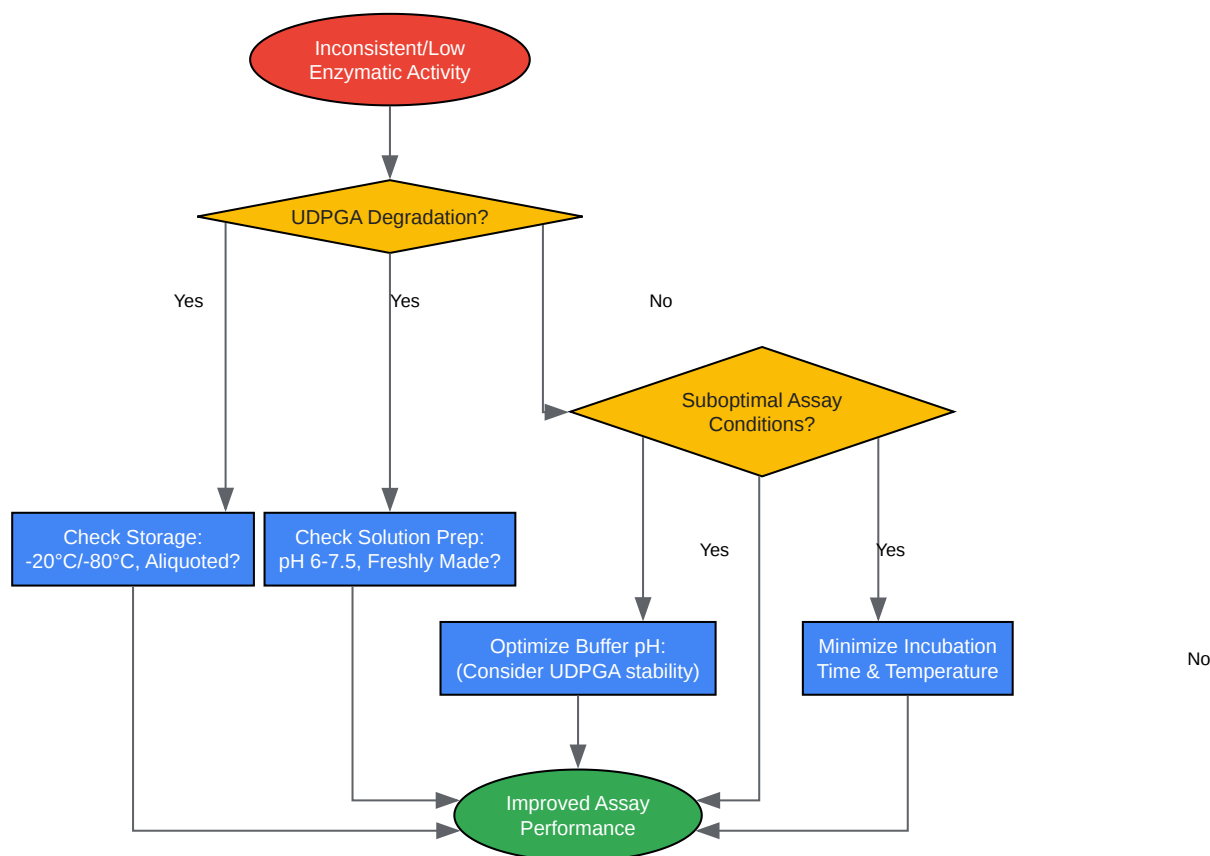 Inconsistent/Low
Enzymatic Activity
UDPGA Degradation?
Yes
Yes
No
Suboptimal Assay
Conditions?
Check Storage:
-20°C/-80°C, Aliquoted?
Check Solution Prep:
pH 6-7.5, Freshly Made?
Yes
Yes
Optimize Buffer pH:
(Consider UDPGA stability)
Minimize Incubation
Time & Temperature
No
Improved Assay
Performance